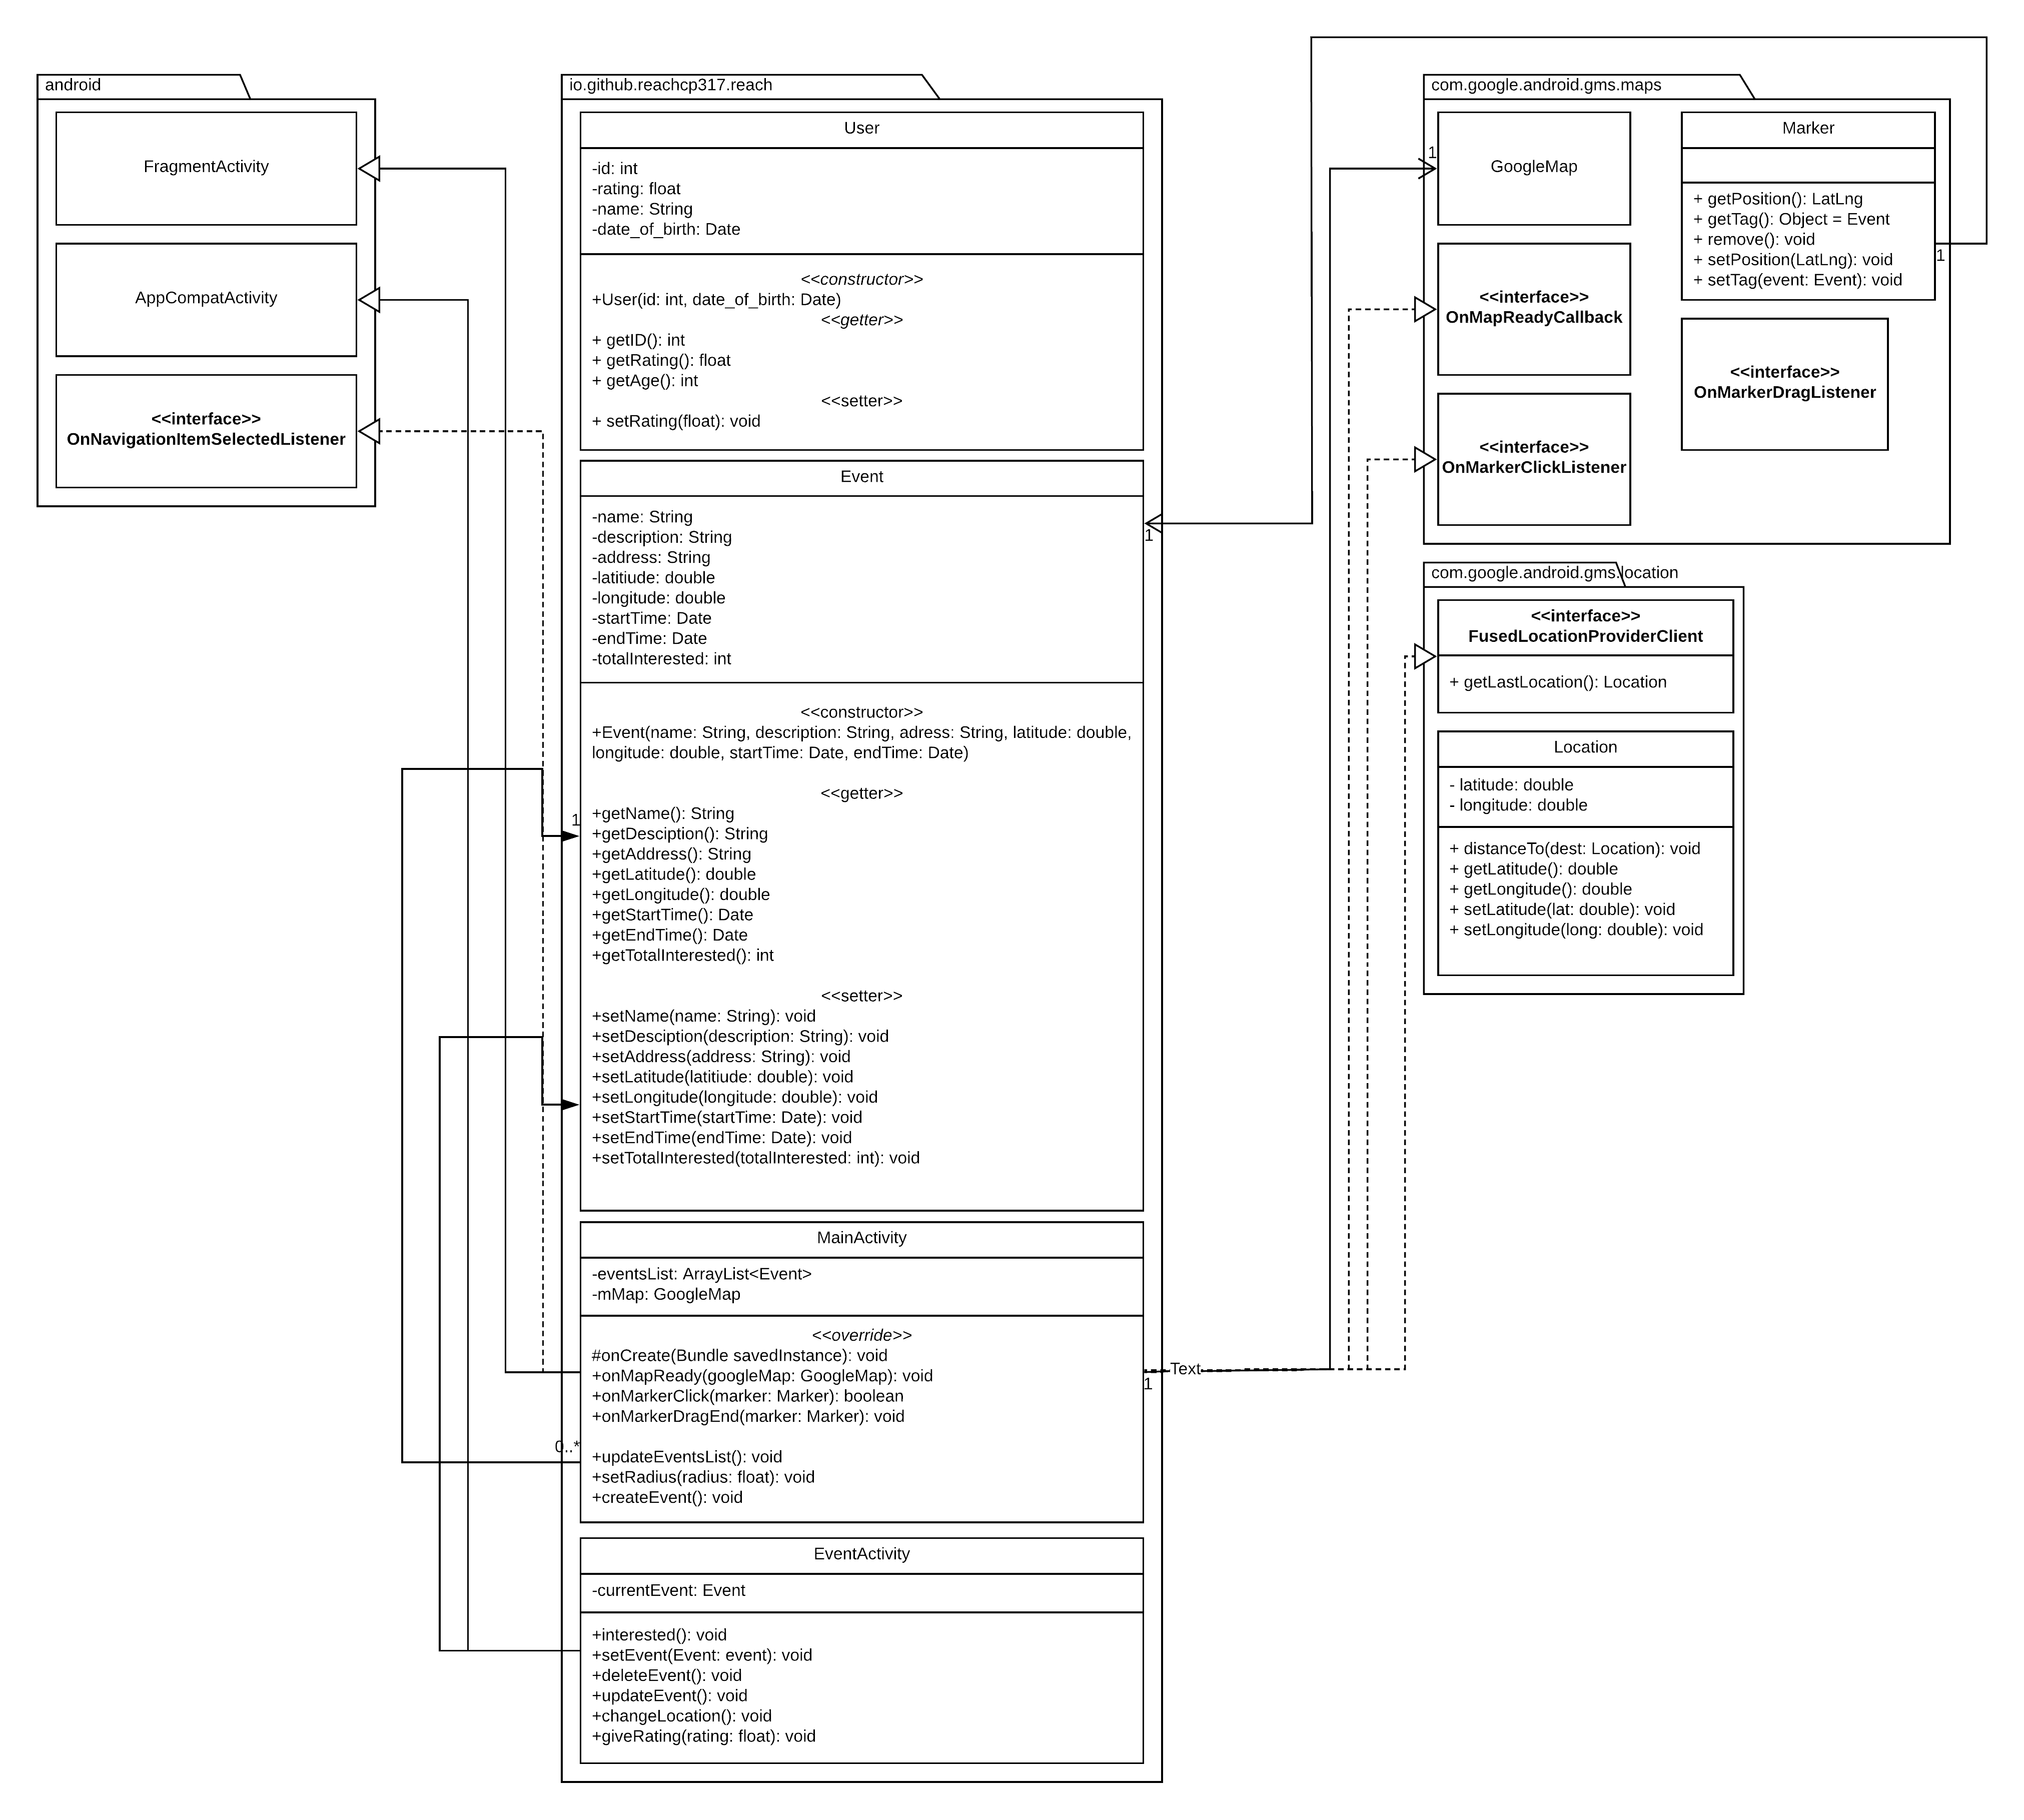 android
FragmentActivity
AppCompatActivity
<<interface>>
OnNavigationItemSelectedListener
io.github.reachcp317.reach
User
-id: int
-rating: float
-name: String
-date_of_birth: Date
<<constructor>>
+User(id: int, date_of_birth: Date)
<<getter>>
+ getID(): int
+ getRating(): float
+ getAge(): int
<<setter>>
+ setRating(float): void
Event
-name: String
-description: String
-address: String
-latitiude: double
-longitude: double
-startTime: Date
-endTime: Date
-totalInterested: int
1
<<constructor>>
+Event(name: String, description: String, adress: String, latitude: double,
longitude: double, startTime: Date, endTime: Date)
<<getter>>
+getName(): String
1
+getDesciption(): String
+getAddress(): String
+getLatitude(): double
+getLongitude(): double
+getStartTime(): Date
+getEndTime(): Date
+getTotalInterested(): int
<<setter>>
+setName(name: String): void
+setDesciption(description: String): void
+setAddress(address: String): void
+setLatitude(latitiude: double): void
+setLongitude(longitude: double): void
+setStartTime(startTime: Date): void
+setEndTime(endTime: Date): void
+setTotalInterested(totalInterested: int): void
MainActivity
-eventsList: ArrayList<Event>
-mMap: GoogleMap
<<override>>
#onCreate(Bundle savedInstance): void
+onMapReady(googleMap: GoogleMap): void
+onMarkerClick(marker: Marker): boolean
+onMarkerDragEnd(marker: Marker): void
Text
1
0..*
+updateEventsList(): void
+setRadius(radius: float): void
+createEvent(): void
EventActivity
-currentEvent: Event
+interested(): void
+setEvent(Event: event): void
+deleteEvent(): void
+updateEvent(): void
+changeLocation(): void
+giveRating(rating: float): void
com.google.android.gms.maps
1
GoogleMap
<<interface>>
OnMapReadyCallback
<<interface>>
OnMarkerClickListener
Marker
+ getPosition(): LatLng
+ getTag(): Object = Event
+ remove(): void
+ setPosition(LatLng): void
+ setTag(event: Event): void
1
<<interface>>
OnMarkerDragListener
com.google.android.gms.location
<<interface>>
FusedLocationProviderClient
+ getLastLocation(): Location
Location
- latitude: double
- longitude: double
+ distanceTo(dest: Location): void
+ getLatitude(): double
+ getLongitude(): double
+ setLatitude(lat: double): void
+ setLongitude(long: double): void